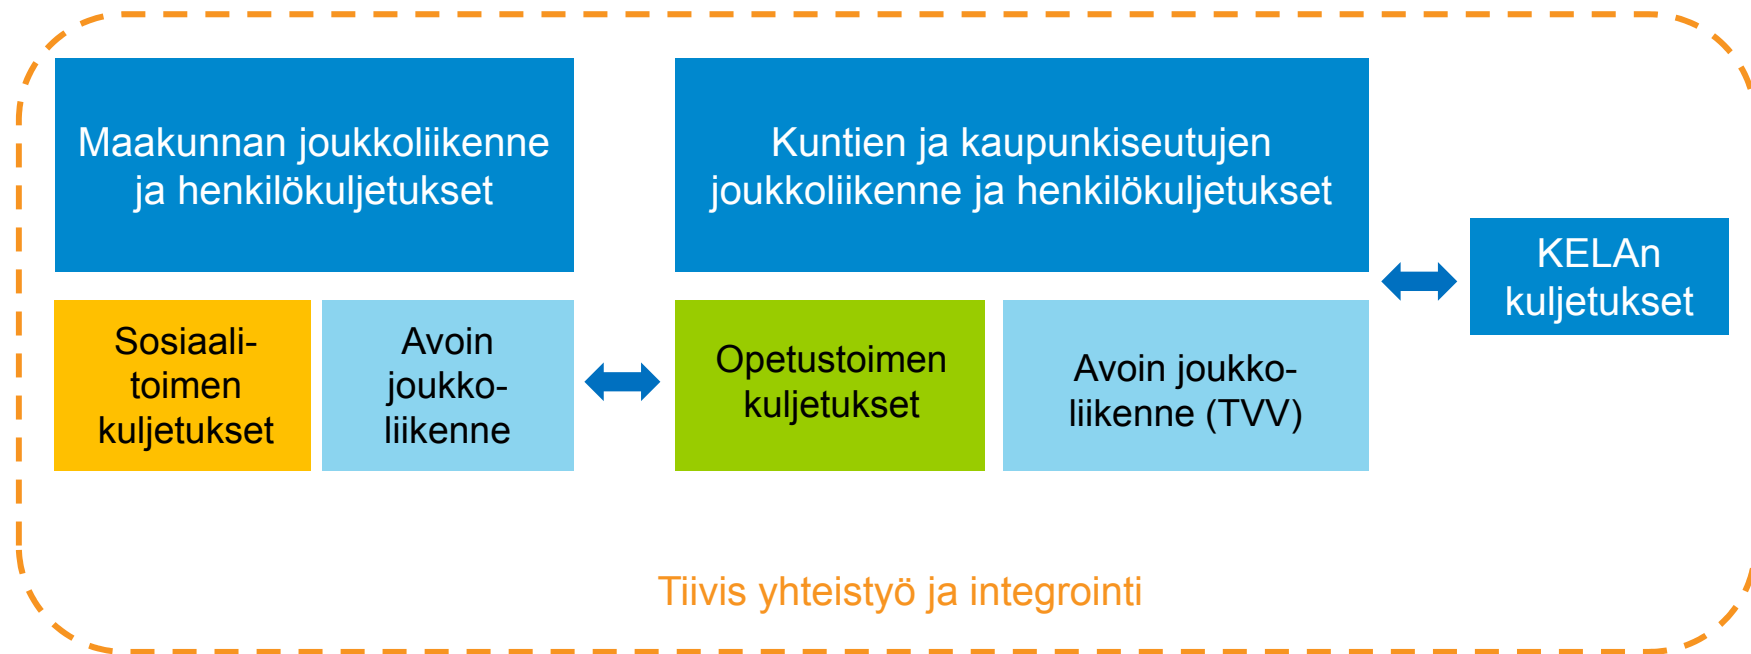 Maakunnan joukkoliikenne
ja henkilökuljetukset
Kuntien ja kaupunkiseutujen
joukkoliikenne ja henkilökuljetukset
KELAn
kuljetukset
Sosiaali-
toimen
kuljetukset
Avoin
joukko-
liikenne
Opetustoimen
kuljetukset
Avoin joukko-
liikenne (TVV)
Tiivis yhteistyö ja integrointi